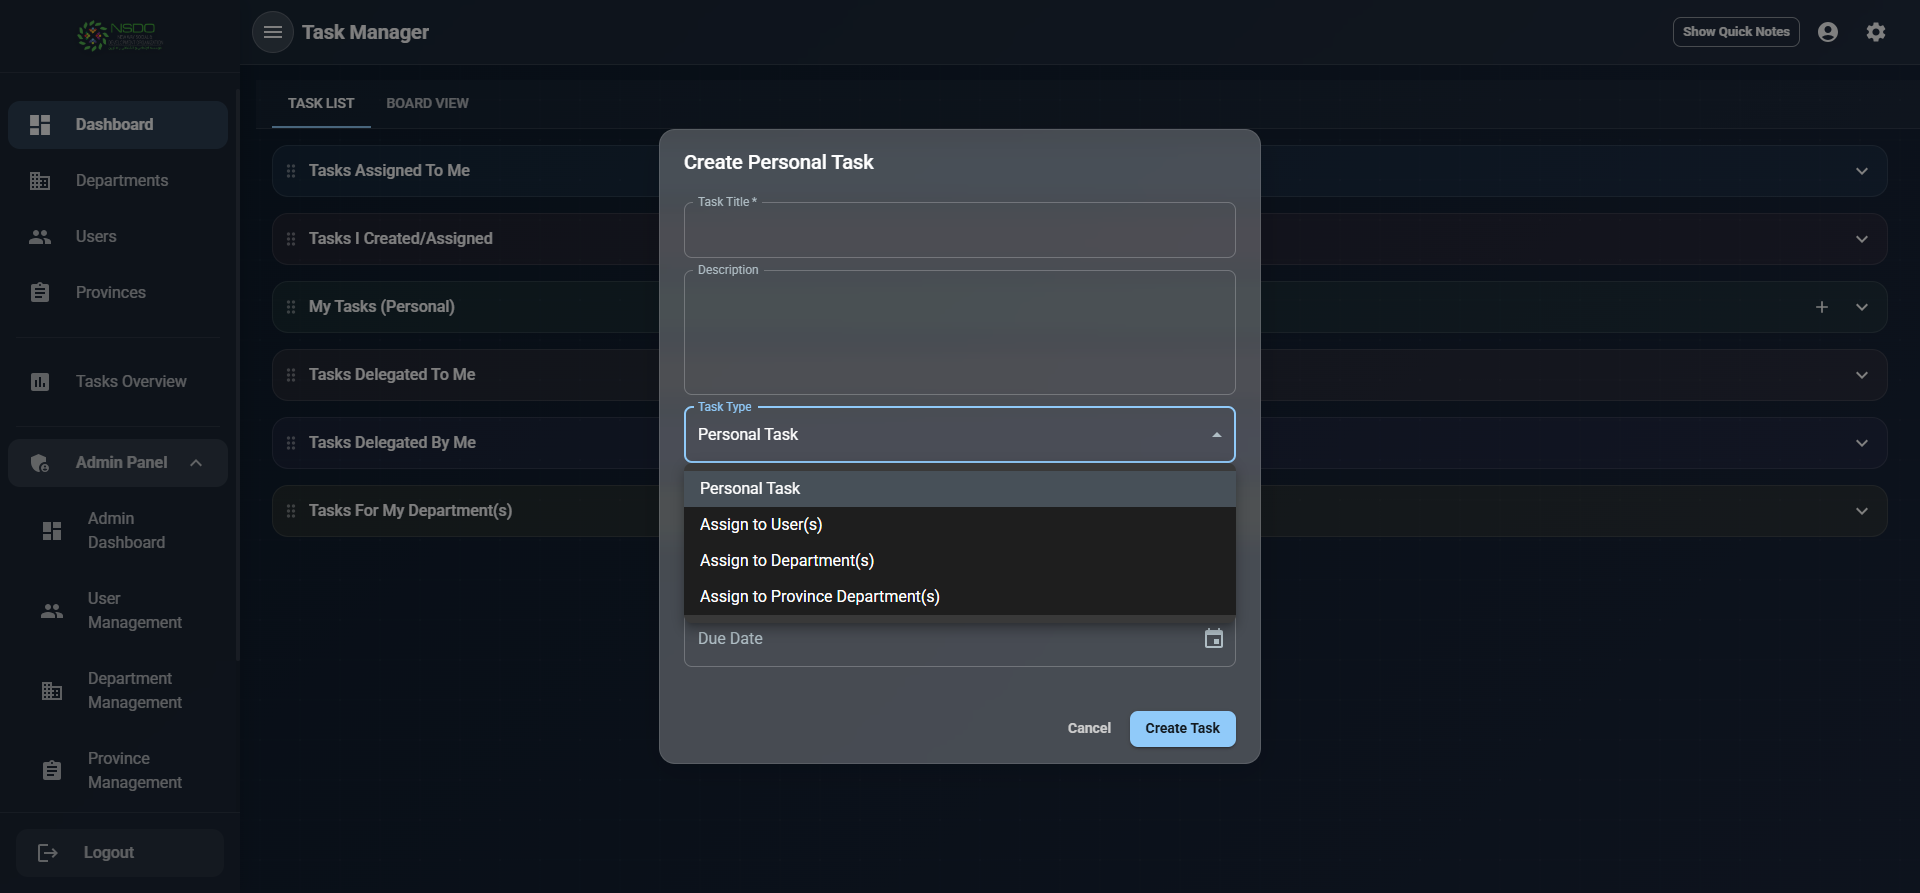 NSDO
Task Manager
Show Quick Notes
Dashboard
Departments
Users
Provinces
Tasks Overview
Admin Panel
Admin
Dashboard
User
Management
Department
Management
Province
Management
Logout
TASK LIST
BOARD VIEW
Tasks Assigned To Me
Tasks I Created/Assigned
My Tasks (Personal)
Tasks Delegated To Me
Tasks Delegated By Me
Tasks For My Department(s)
Create Personal Task
Task Title *
Description
Task Type
Personal Task
Personal Task
Assign to User(s)
Assign to Department(s)
Assign to Province Department(s)
Due Date
Cancel
Create Task